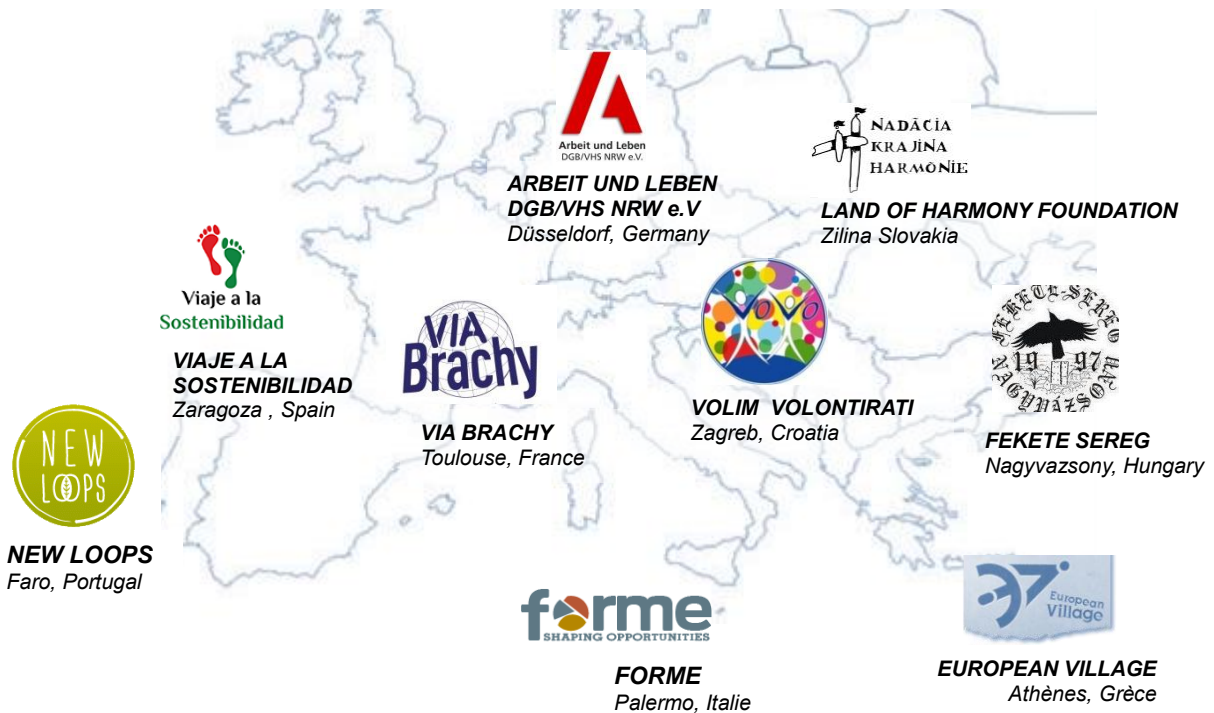 Arbeit und Leben
DGB/VHS NRW e.V.
ARBEIT UND LEBEN
DGB/VHS NRW e.V
Düsseldorf, Germany
NADÁCIA
KRAJINA
HARMÓNIE
LAND OF HARMONY FOUNDATION
Zilina Slovakia
Viaje a la
Sostenibilidad
VIAJE A LA
SOSTENIBILIDAD
Zaragoza , Spain
VIA
Brachy
VIA BRACHY
Toulouse, France
VoVo
VOLIM  VOLONTIRATI
Zagreb, Croatia
FEKETE SEREG
19 97
FEKETE SEREG
Nagyvazsony, Hungary
NEW
LOOPS
NEW LOOPS
Faro, Portugal
forme
SHAPING OPPORTUNITIES
FORME
Palermo, Italie
European
Village
EUROPEAN VILLAGE
Athènes, Grèce